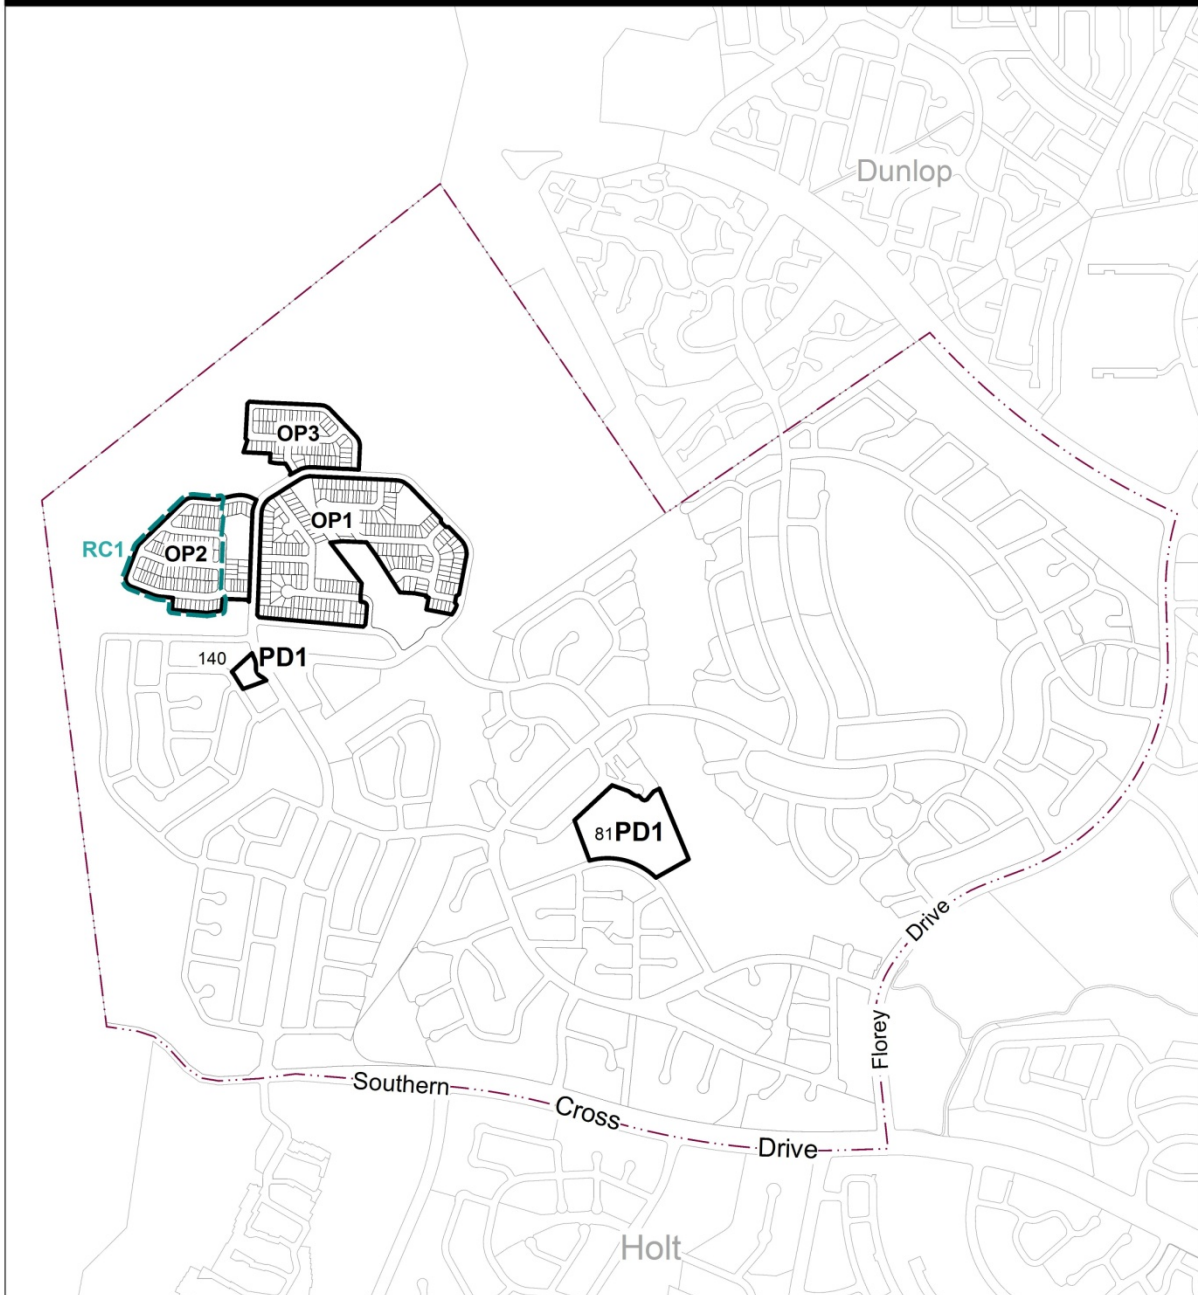 Dunlop
OP3
OP1
RC1
OP2
140
PD1
81
PD1
Drive
Florey
Southern
Cross
Drive
Holt